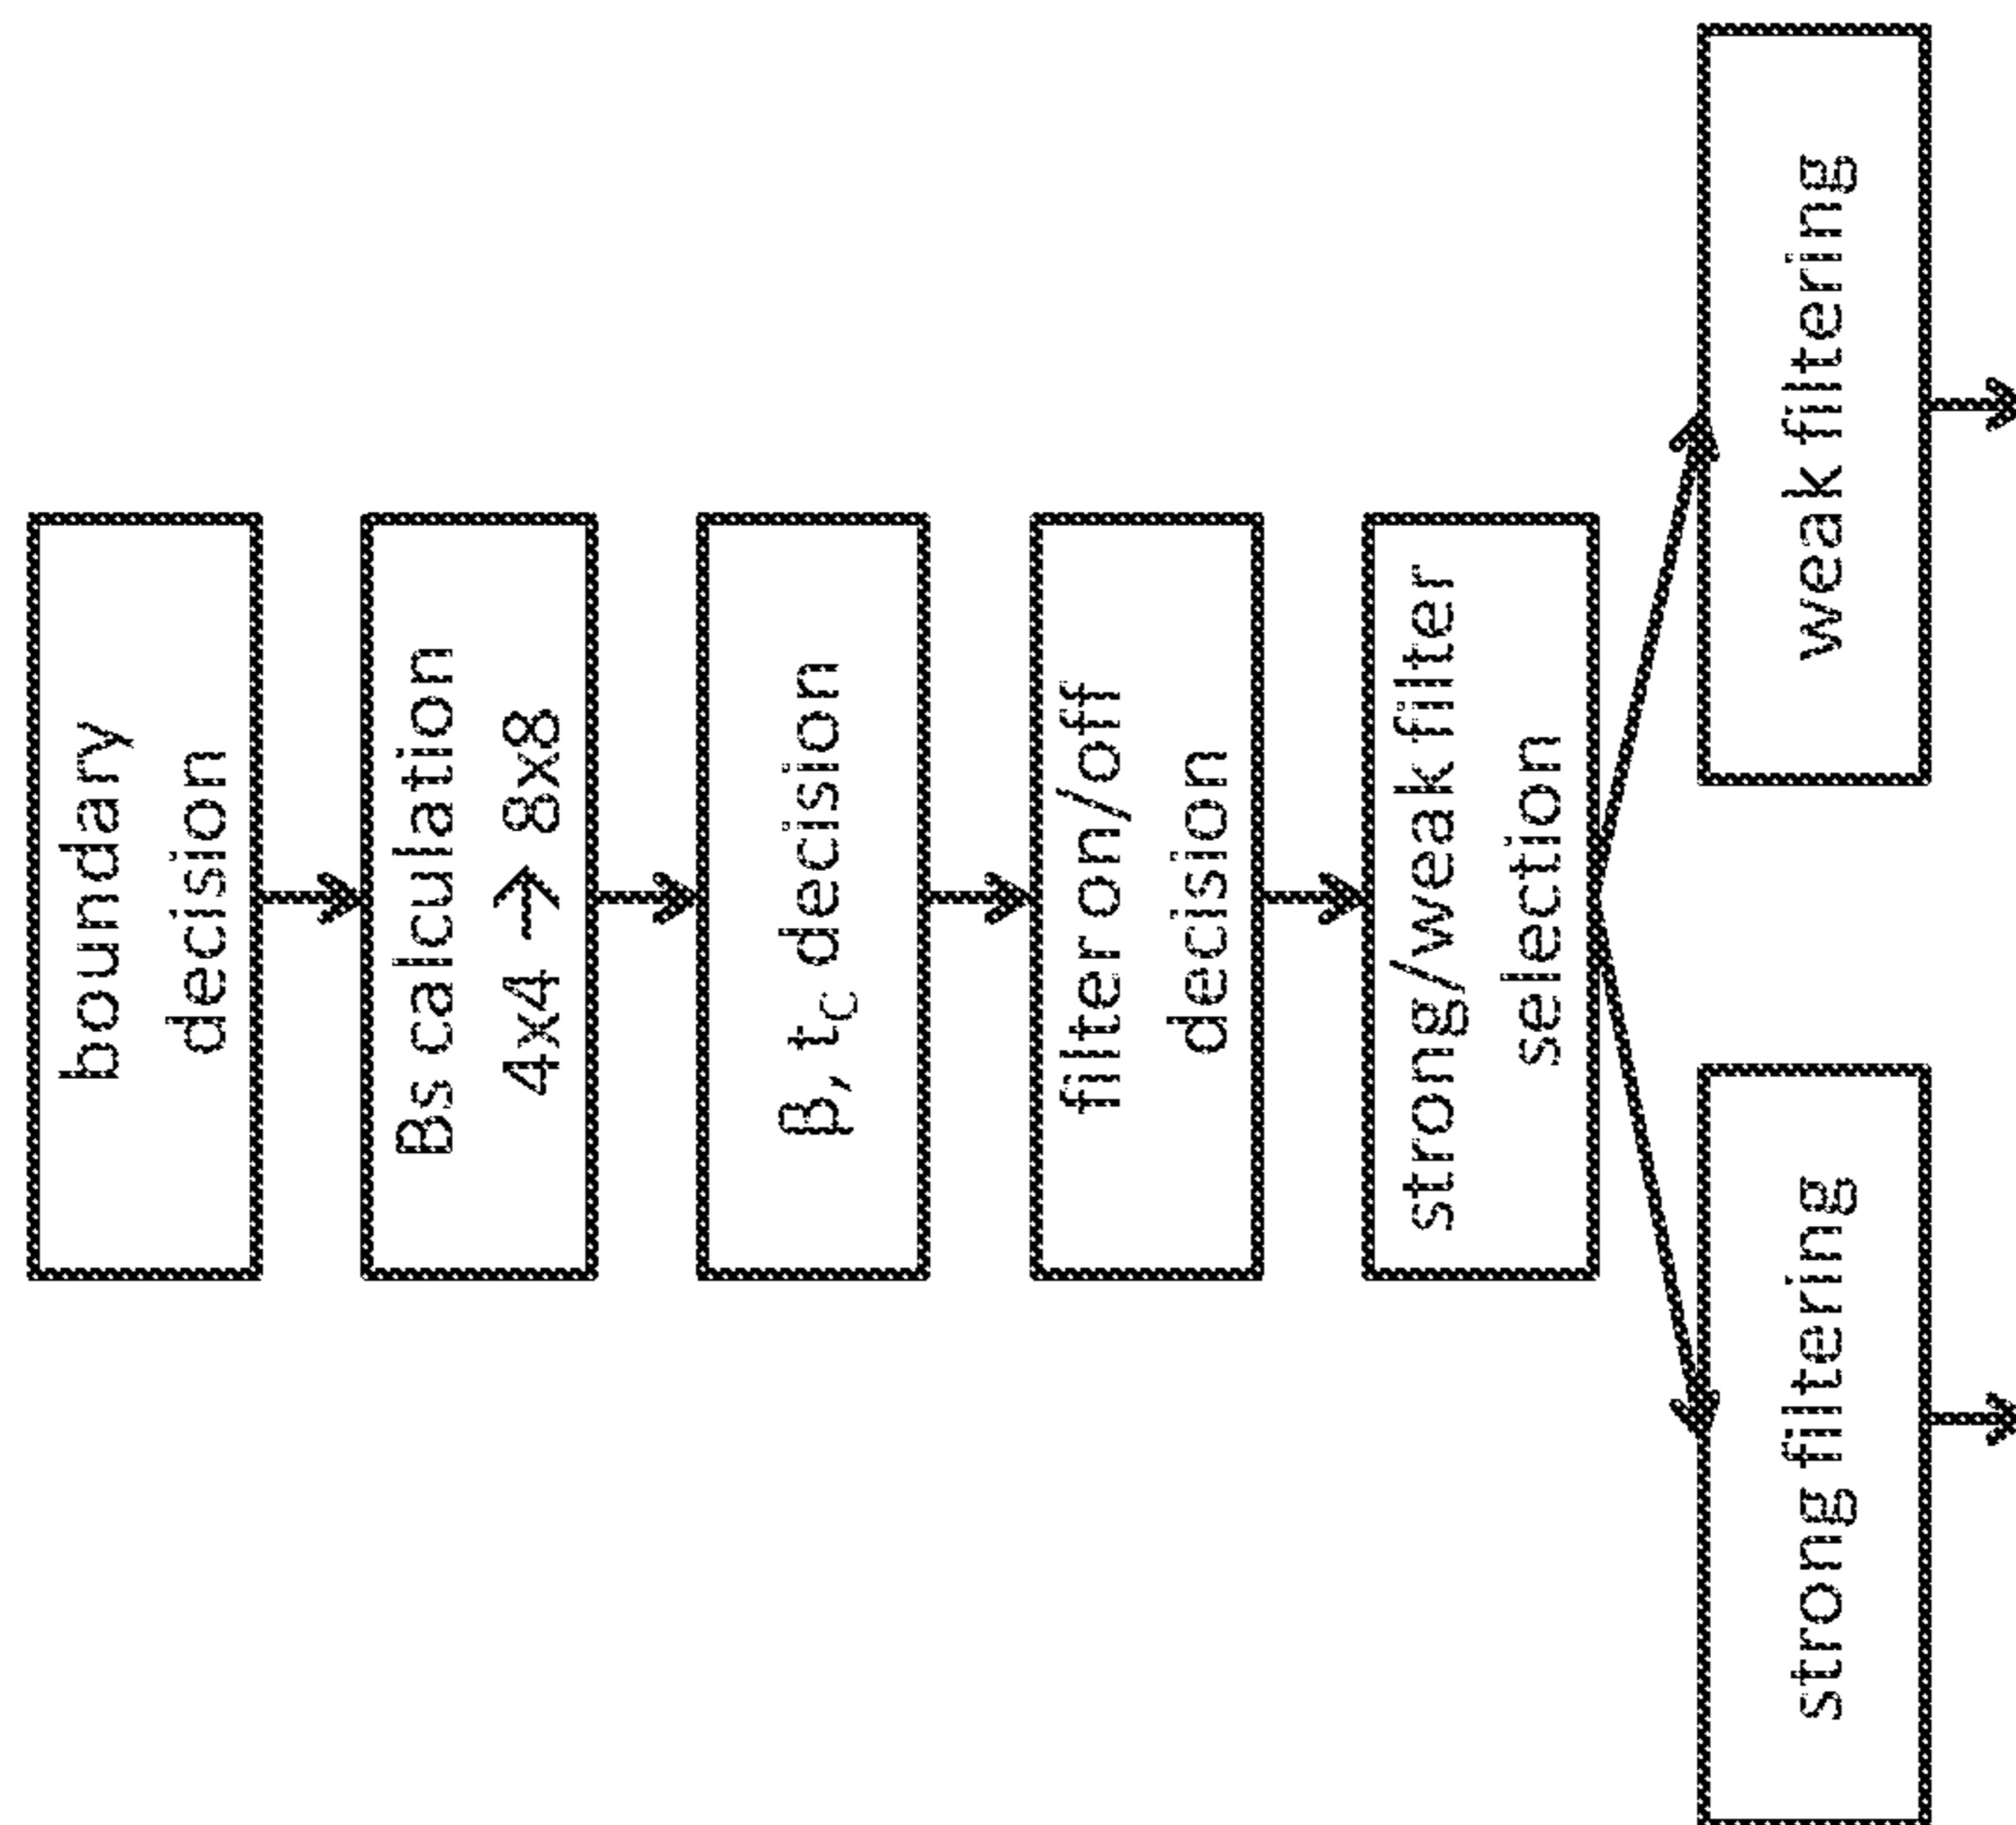 boundary
decision
Bs calculation
4x4 → 8x8
β, tC decision
filter on/off
decision
strong/weak filter
selection
strong filtering
weak filtering